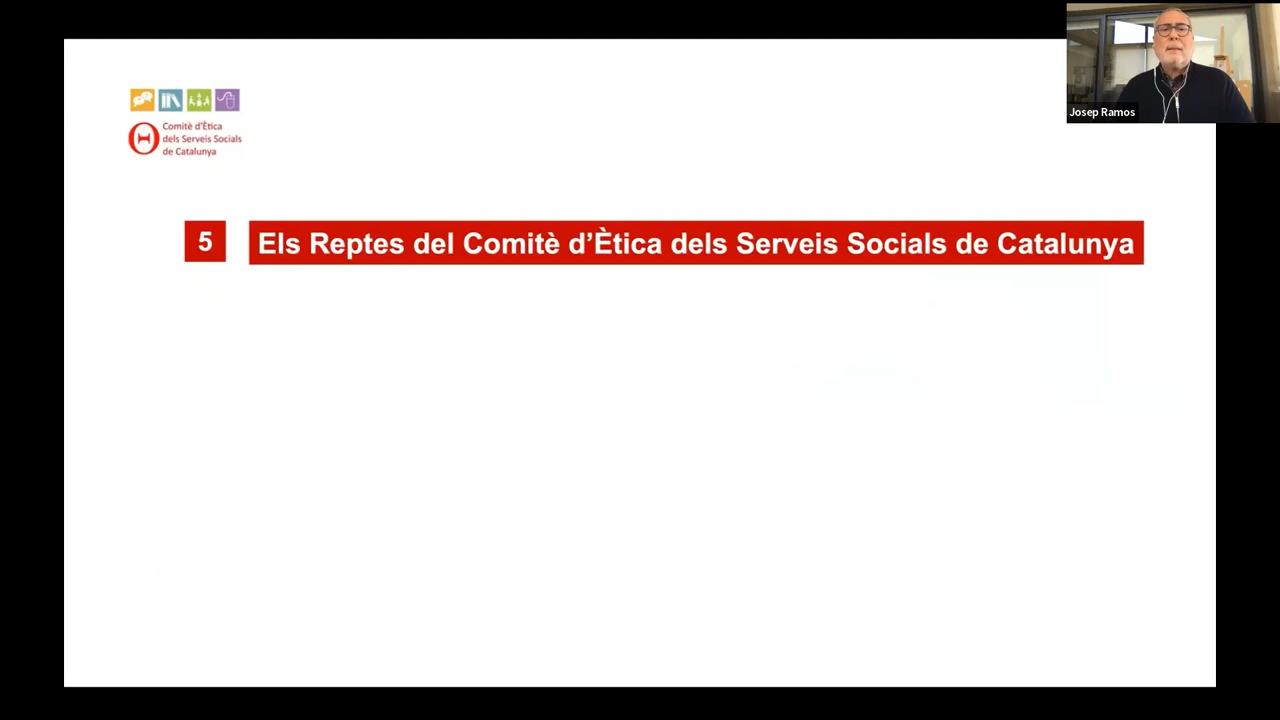 Josep Ramos
Comitè d'Ètica
dels Serveis Socials
de Catalunya
5 Els Reptes del Comitè d'Ètica dels Serveis Socials de Catalunya